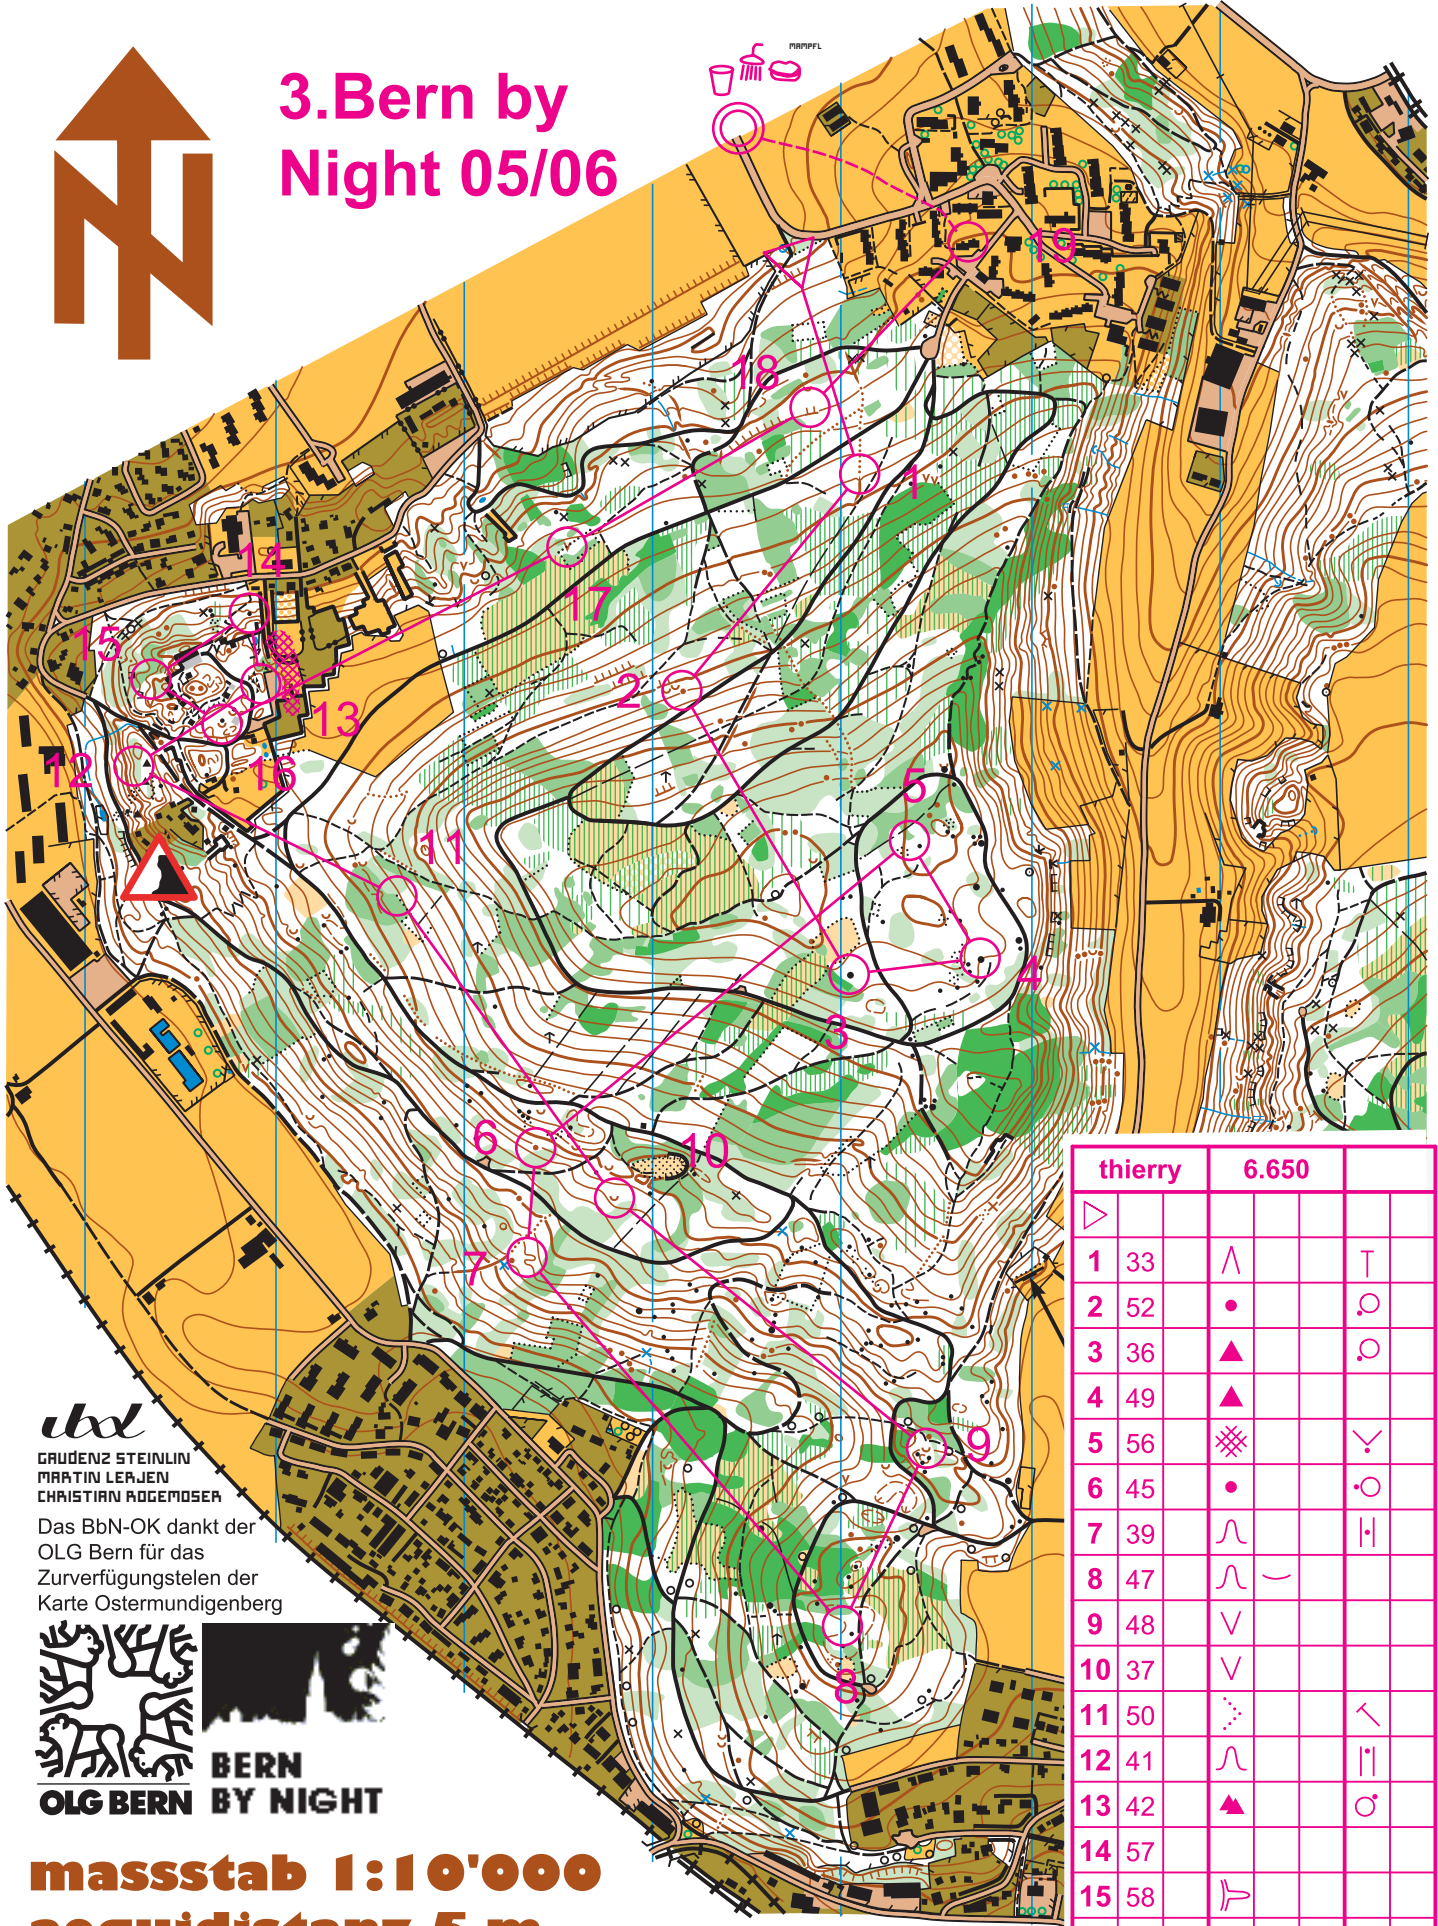 MAMPFL
3.Bern by
Night 05/06
19
18
1
14
17
15
2
13
12
16
5
11
4
3
6
10
7
9
8
GAUDENZ STEINLIN
MARTIN LERJEN
CHRISTIAN ROGEMOSER
Das BbN-OK dankt der
OLG Bern für das
Zurverfügungstelen der
Karte Ostermundigenberg
OLG BERN
BERN
BY NIGHT
massstab 1:10'000
aequidistanz 5 m
thierry 6.650
1 33
2 52
3 36
4 49
5 56
6 45
7 39
8 47
9 48
10 37
11 50
12 41
13 42
14 57
15 58